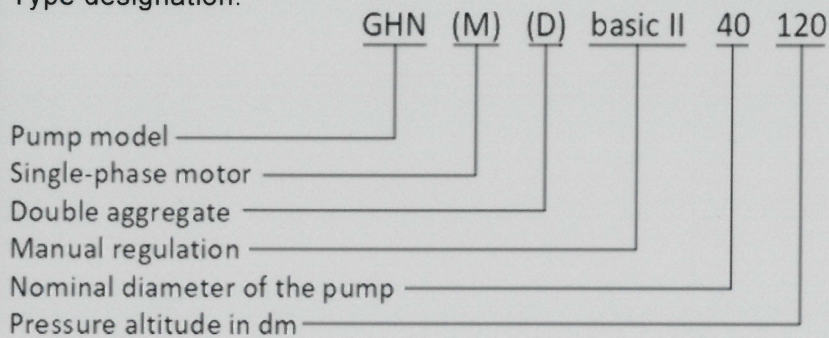 Type designation:
GHN (M) (D) basic II 40 120
Pump model
Single-phase motor
Double aggregate
Manual regulation
Nominal diameter of the pump
Pressure altitude in dm